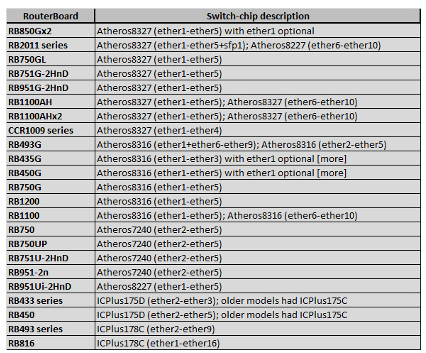 RouterBoard Switch-chip description
RB850Gx2 Atheros8327 (ether1-ether5) with ether1 optional
RB2011 series Atheros8327 (ether1-ether5+sfp1); Atheros8227 (ether6-ether10)
RB750GL Atheros8327 (ether1-ether5)
RB751G-2HnD Atheros8327 (ether1-ether5)
RB951G-2HnD Atheros8327 (ether1-ether5)
RB1100AH Atheros8327 (ether1-ether5); Atheros8327 (ether6-ether10)
RB1100AHx2 Atheros8327 (ether1-ether5); Atheros8327 (ether6-ether10)
CCR1009 series Atheros8327 (ether1-ether4)
RB493G Atheros8316 (ether1+ether6-ether9); Atheros8316 (ether2-ether5)
RB435G Atheros8316 (ether1-ether3) with ether1 optional [more]
RB450G Atheros8316 (ether1-ether5) with ether1 optional [more]
RB750G Atheros8316 (ether1-ether5)
RB1200 Atheros8316 (ether1-ether5)
RB1100 Atheros8316 (ether1-ether5); Atheros8316 (ether6-ether10)
RB750 Atheros7240 (ether2-ether5)
RB750UP Atheros7240 (ether2-ether5)
RB751U-2HnD Atheros7240 (ether2-ether5)
RB951-2n Atheros7240 (ether2-ether5)
RB951Ui-2HnD Atheros8227 (ether1-ether5)
RB433 series ICPlus175D (ether2-ether3); older models had ICPlus175C
RB450 ICPlus175D (ether2-ether5); older models had ICPlus175C
RB493 series ICPlus178C (ether2-ether9)
RB816 ICPlus178C (ether1-ether16)